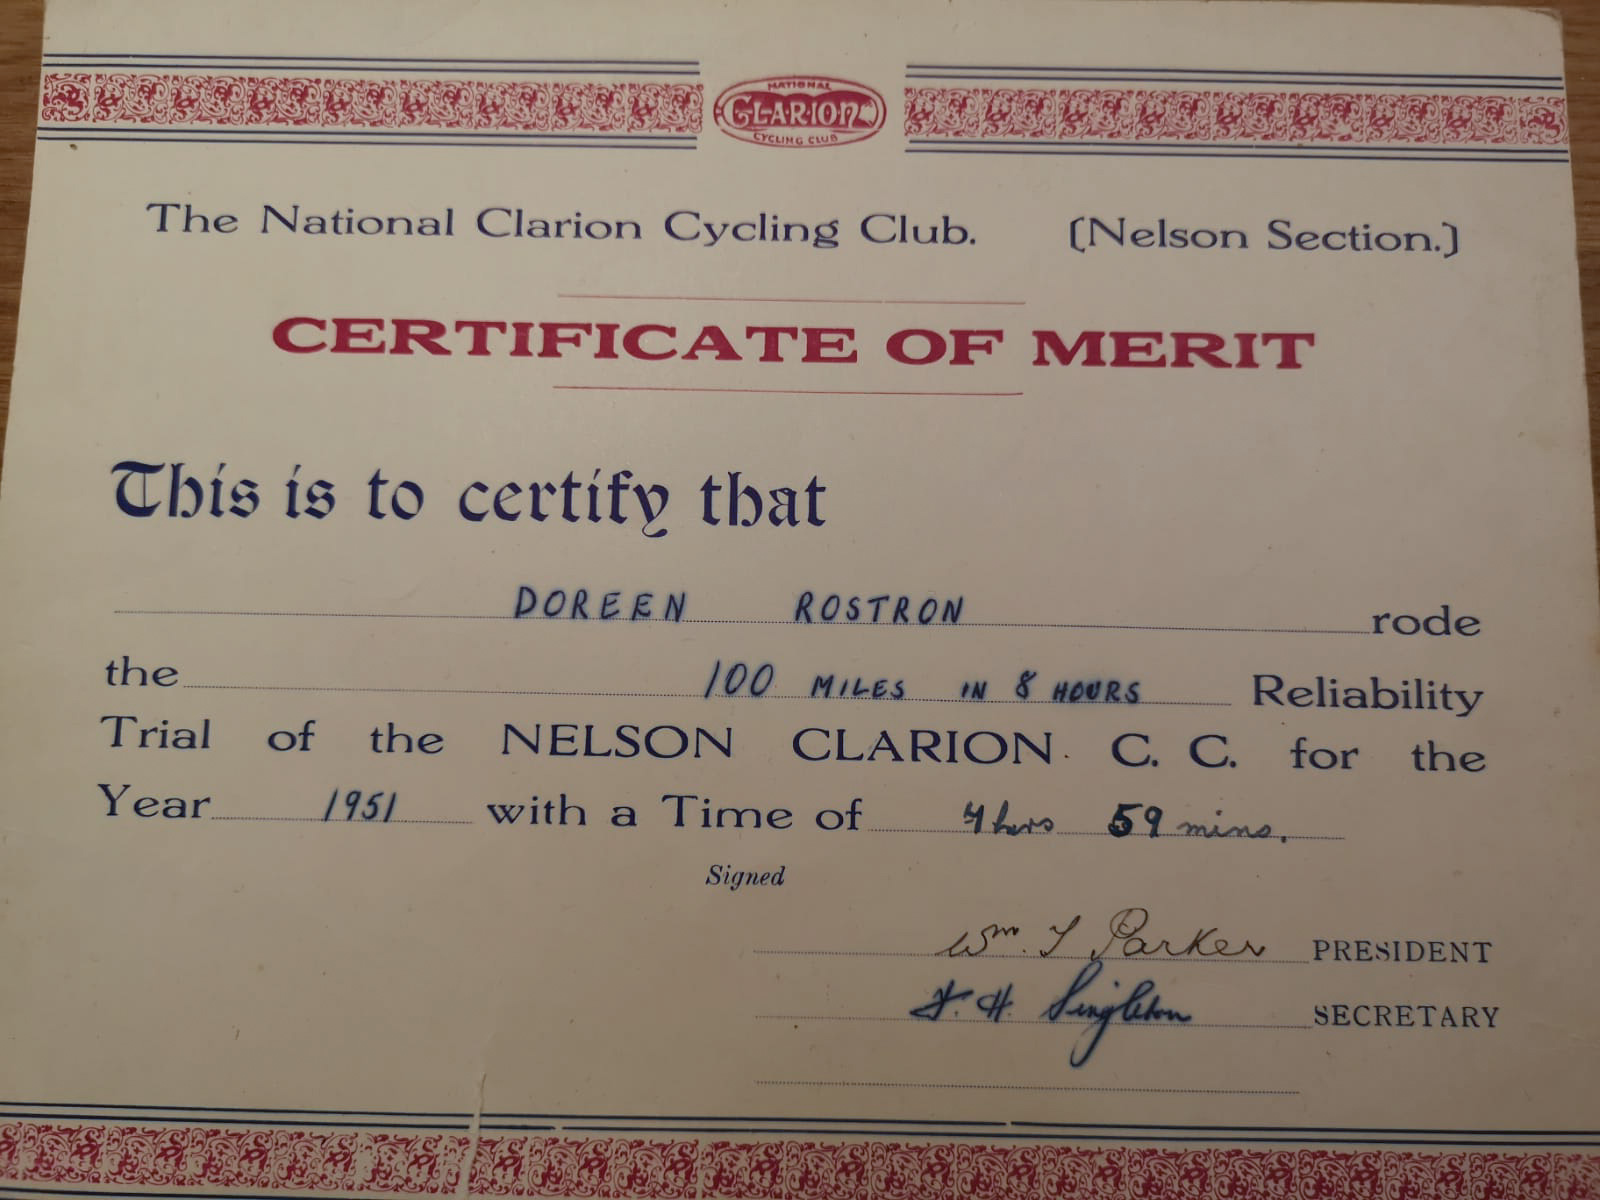 NATIONAL
CLARION
CYCLING CLUB
The National Clarion Cycling Club. (Nelson Section.)
CERTIFICATE OF MERIT
This is to certify that
DOREEN ROSTRON rode
the 100 MILES IN 8 HOURS Reliability
Trial of the NELSON CLARION C. C. for the
Year 1951 with a Time of 7 hrs 59 mins.
Signed
Wm. T Parker PRESIDENT
F. H. Singleton SECRETARY